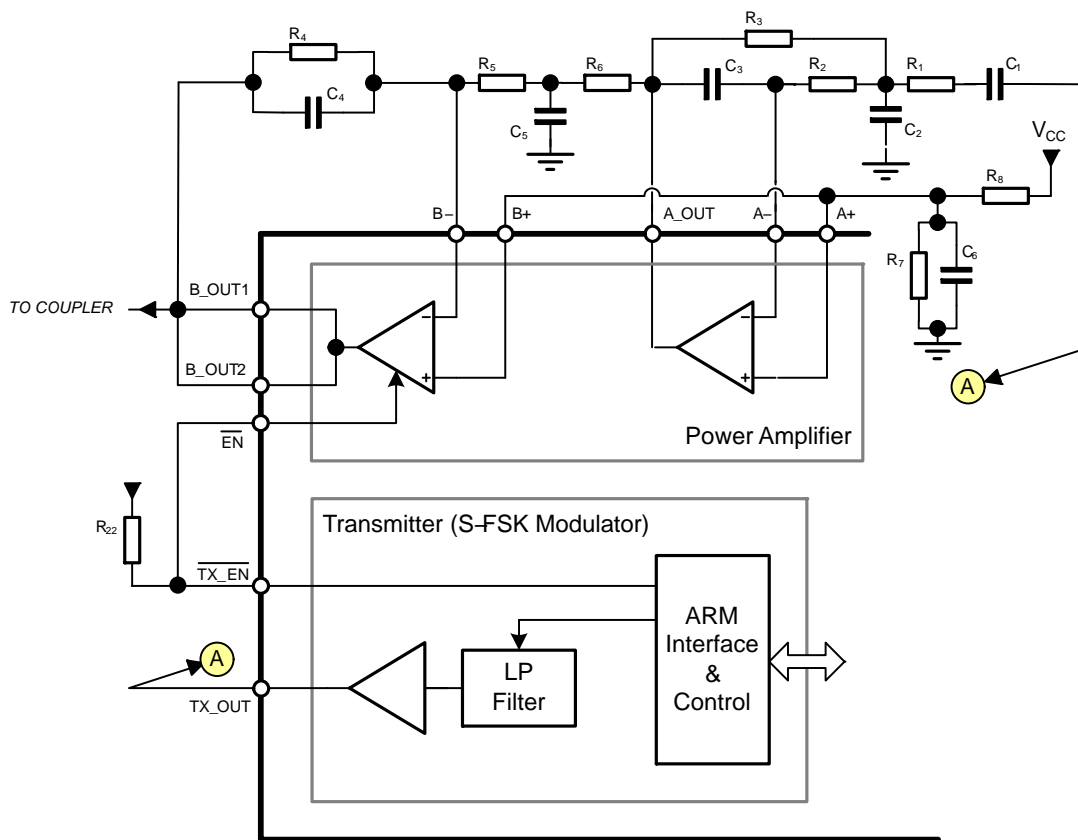 R3
R4
R5
R6
C3
R2
R1
C1
C4
C5
C2
VCC
R8
B–
B+
A_OUT
A–
A+
R7
C6
B_OUT1
TO COUPLER
B_OUT2
A
EN
Power Amplifier
Transmitter (S–FSK Modulator)
R22
TX_EN
ARM
Interface
&
Control
A
LP
Filter
TX_OUT
–
+
–
+